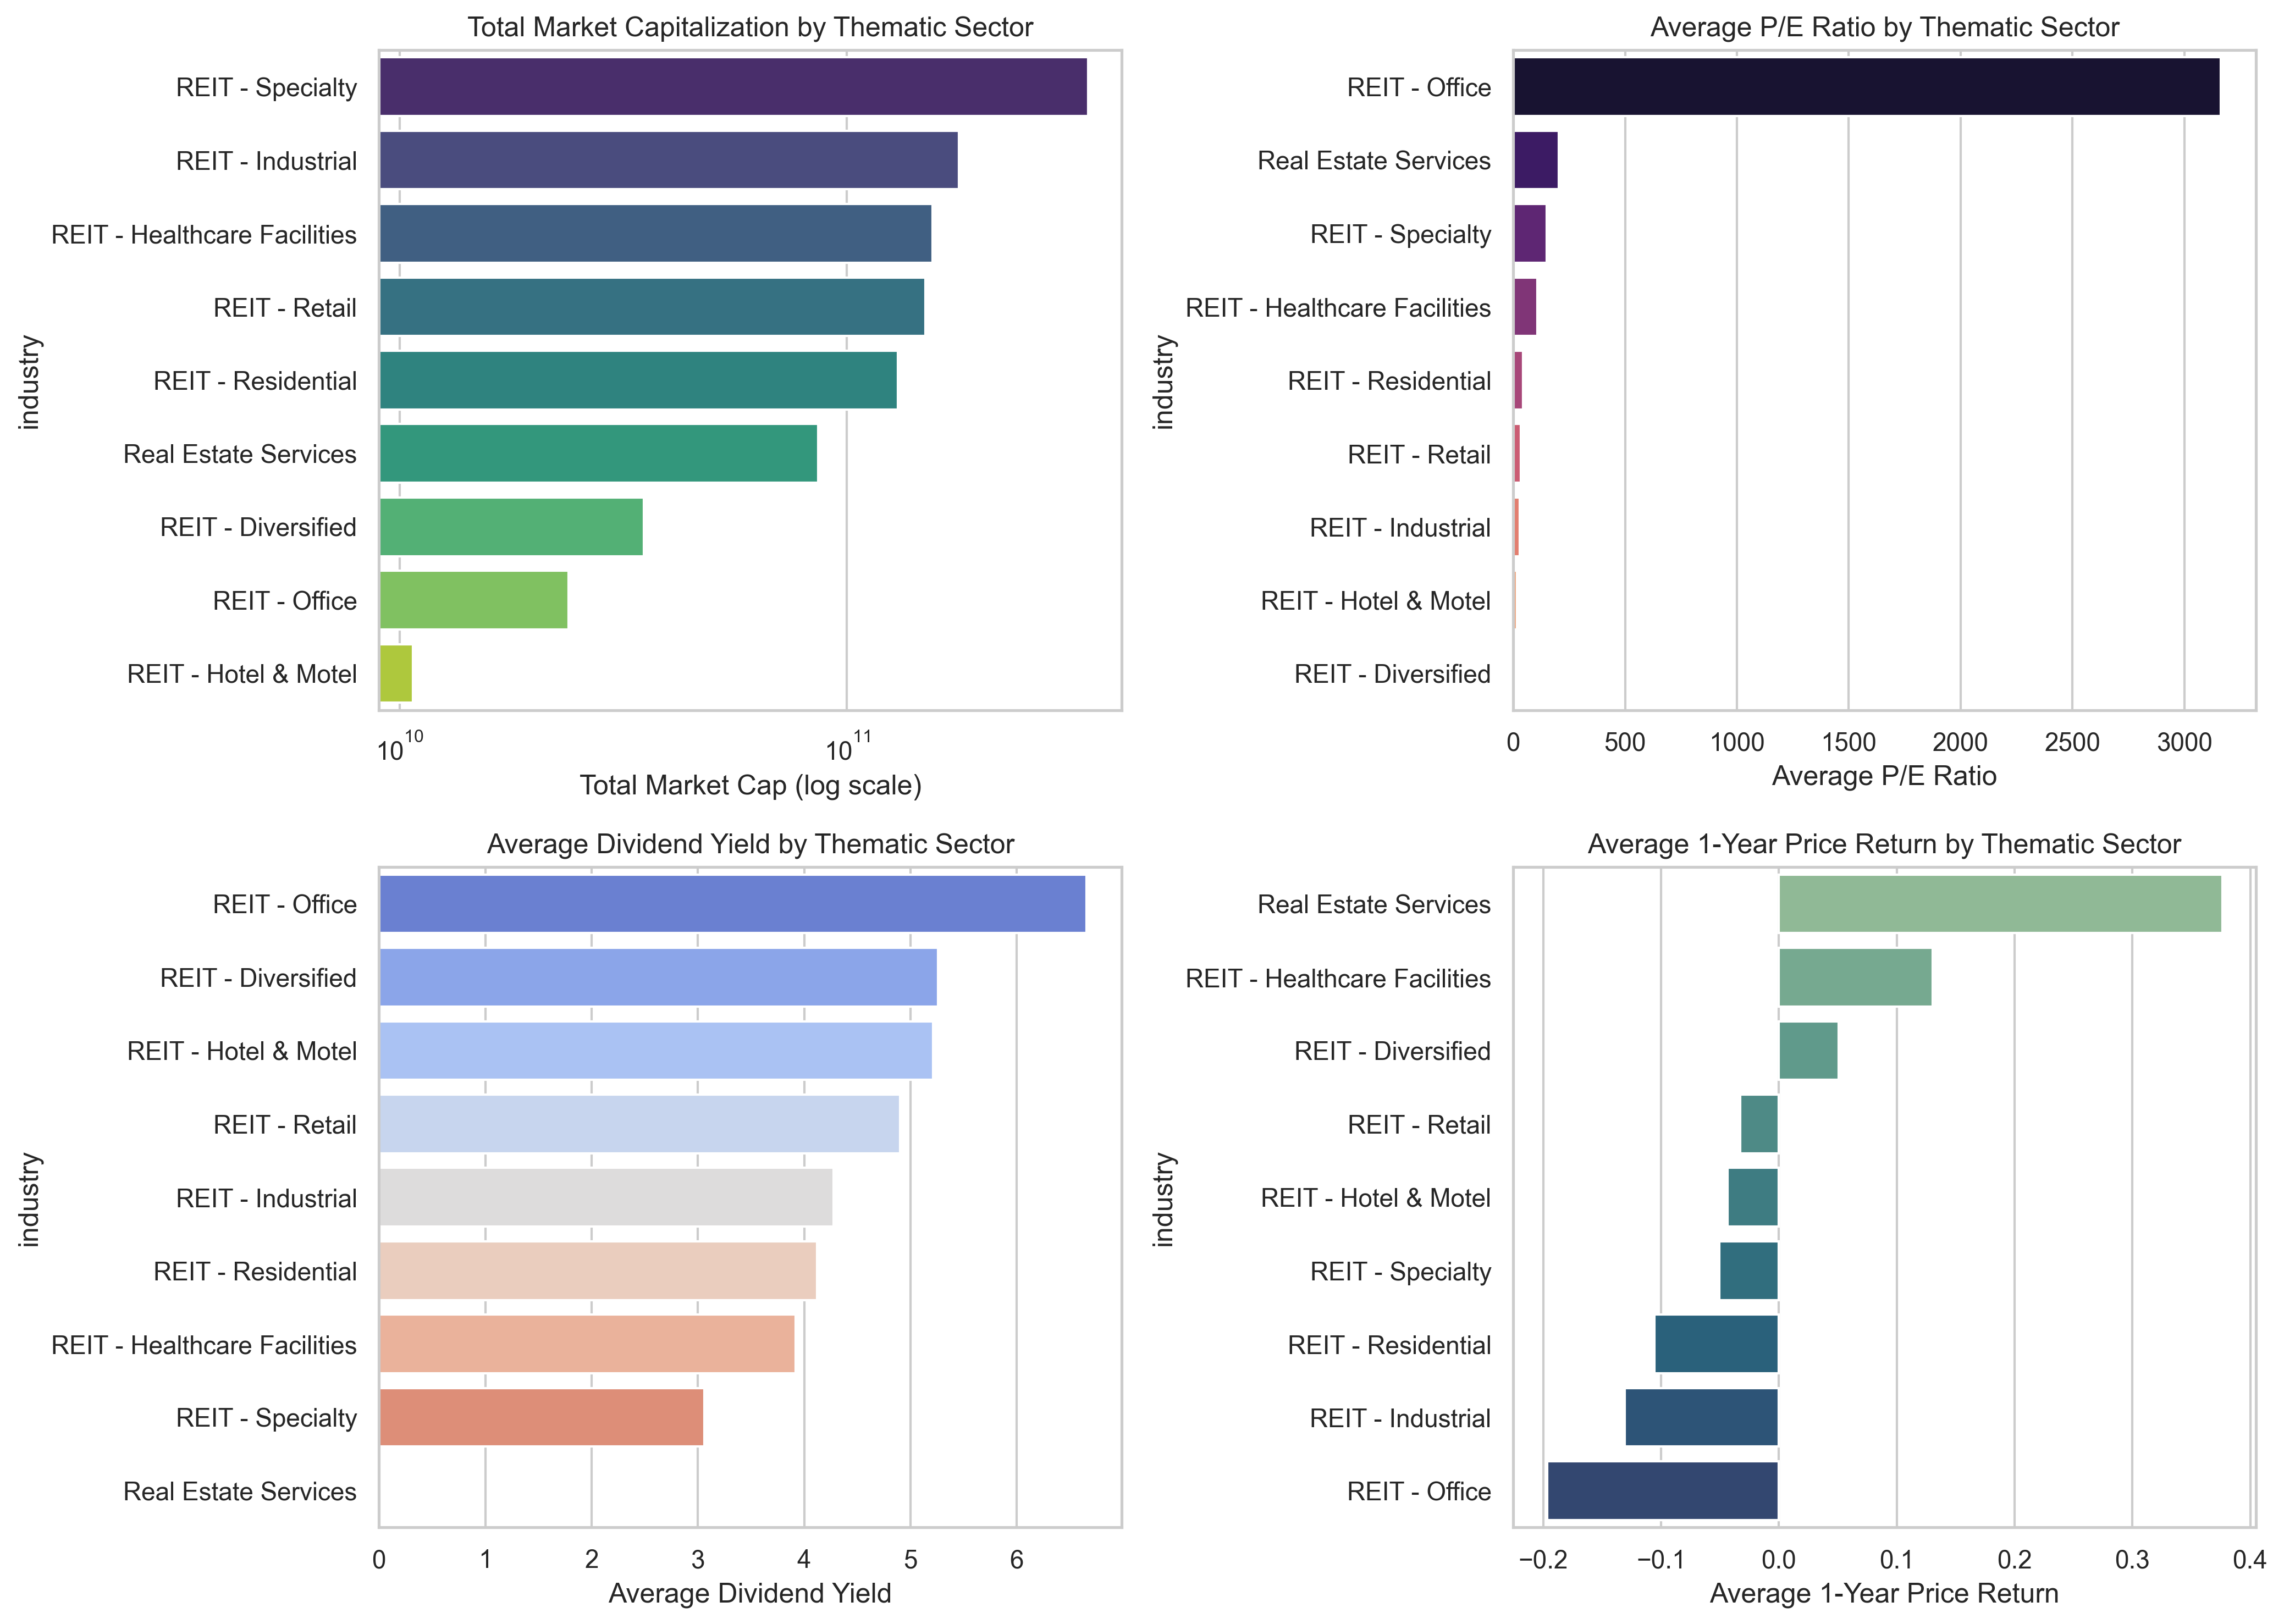 Total Market Capitalization by Thematic Sector
industry
REIT - Specialty
REIT - Industrial
REIT - Healthcare Facilities
REIT - Retail
REIT - Residential
Real Estate Services
REIT - Diversified
REIT - Office
REIT - Hotel & Motel
10^10 10^11
Total Market Cap (log scale)
Average P/E Ratio by Thematic Sector
industry
REIT - Office
Real Estate Services
REIT - Specialty
REIT - Healthcare Facilities
REIT - Residential
REIT - Retail
REIT - Industrial
REIT - Hotel & Motel
REIT - Diversified
0 500 1000 1500 2000 2500 3000
Average P/E Ratio
Average Dividend Yield by Thematic Sector
industry
REIT - Office
REIT - Diversified
REIT - Hotel & Motel
REIT - Retail
REIT - Industrial
REIT - Residential
REIT - Healthcare Facilities
REIT - Specialty
Real Estate Services
0 1 2 3 4 5 6
Average Dividend Yield
Average 1-Year Price Return by Thematic Sector
industry
Real Estate Services
REIT - Healthcare Facilities
REIT - Diversified
REIT - Retail
REIT - Hotel & Motel
REIT - Specialty
REIT - Residential
REIT - Industrial
REIT - Office
−0.2 −0.1 0.0 0.1 0.2 0.3 0.4
Average 1-Year Price Return